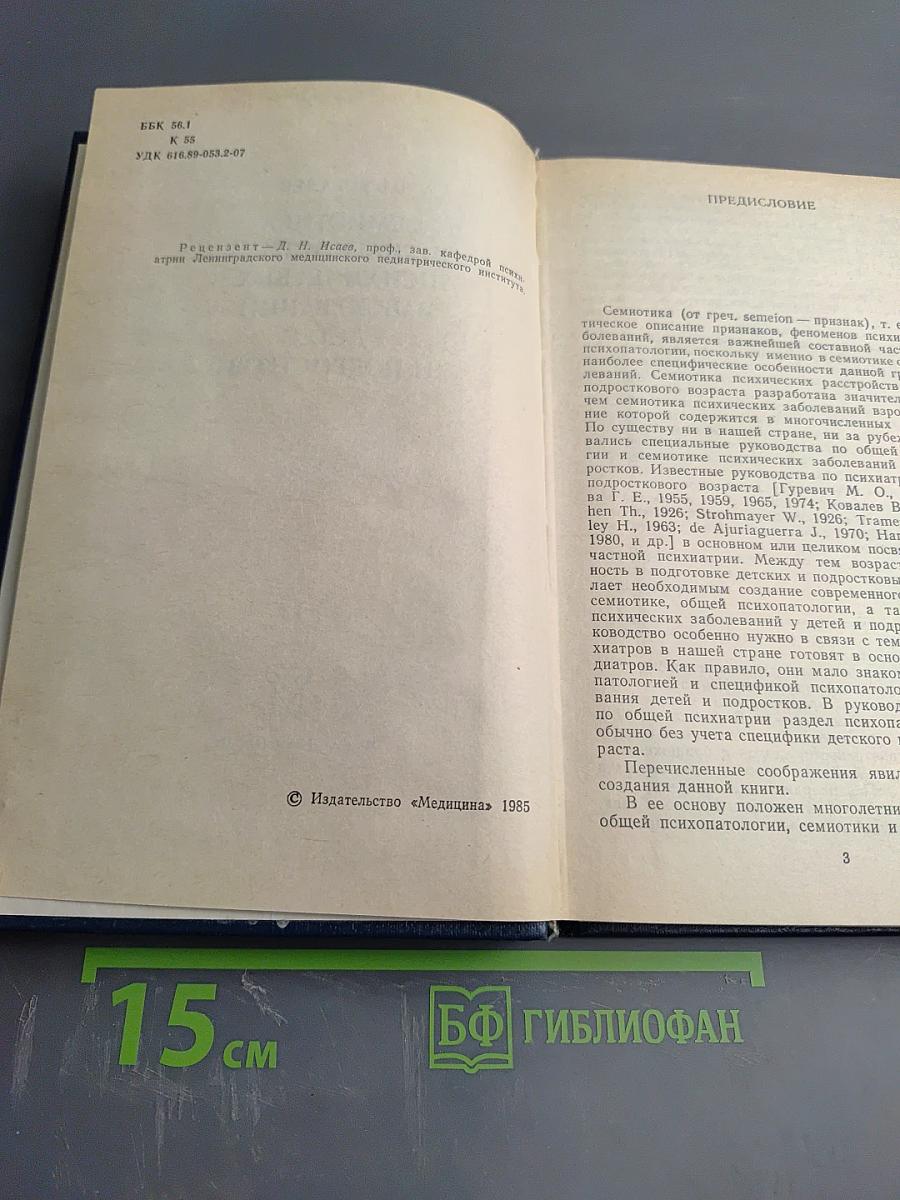 ББК 56.1
К 55
УДК 616.89-053.2-07
Рецензент — Д. Н. Исаев, проф., зав. кафедрой психи-
атрии Ленинградского медицинского педиатрического института.
© Издательство «Медицина» 1985
ПРЕДИСЛОВИЕ
Семиотика (от греч. semeion — признак), т. е
тическое описание признаков, феноменов психи
болеваний, является важнейшей составной час
психопатологии, поскольку именно в семиотике
наиболее специфические особенности данной гр
леваний. Семиотика психических расстройств
подросткового возраста разработана значител
чем семиотика психических заболеваний взро
ние которой содержится в многочисленных
По существу ни в нашей стране, ни за рубеж
вались специальные руководства по общей
гии и семиотике психических заболеваний
ростков. Известные руководства по психиат
подросткового возраста [Гуревич М. О.,
ва Г. Е., 1955, 1959, 1965, 1974; Ковалев В
hen Th., 1926; Strohmayer W., 1926; Trame
ley H., 1963; de Ajuriaguerra J., 1970; Har
1980, и др.] в основном или целиком посвя
частной психиатрии. Между тем возраст
ность в подготовке детских и подростковы
лает необходимым создание современного
семиотике, общей психопатологии, а та
психических заболеваний у детей и подр
ководство особенно нужно в связи с тем
хиатров в нашей стране готовят в осно
диатров. Как правило, они мало знаком
патологией и спецификой психопатоло
вания детей и подростков. В руковод
по общей психиатрии раздел психопа
обычно без учета специфики детского и
раста.
Перечисленные соображения явил
создания данной книги.
В ее основу положен многолетни
общей психопатологии, семиотики и
3
15 см
БФ ГИБЛИОФАН